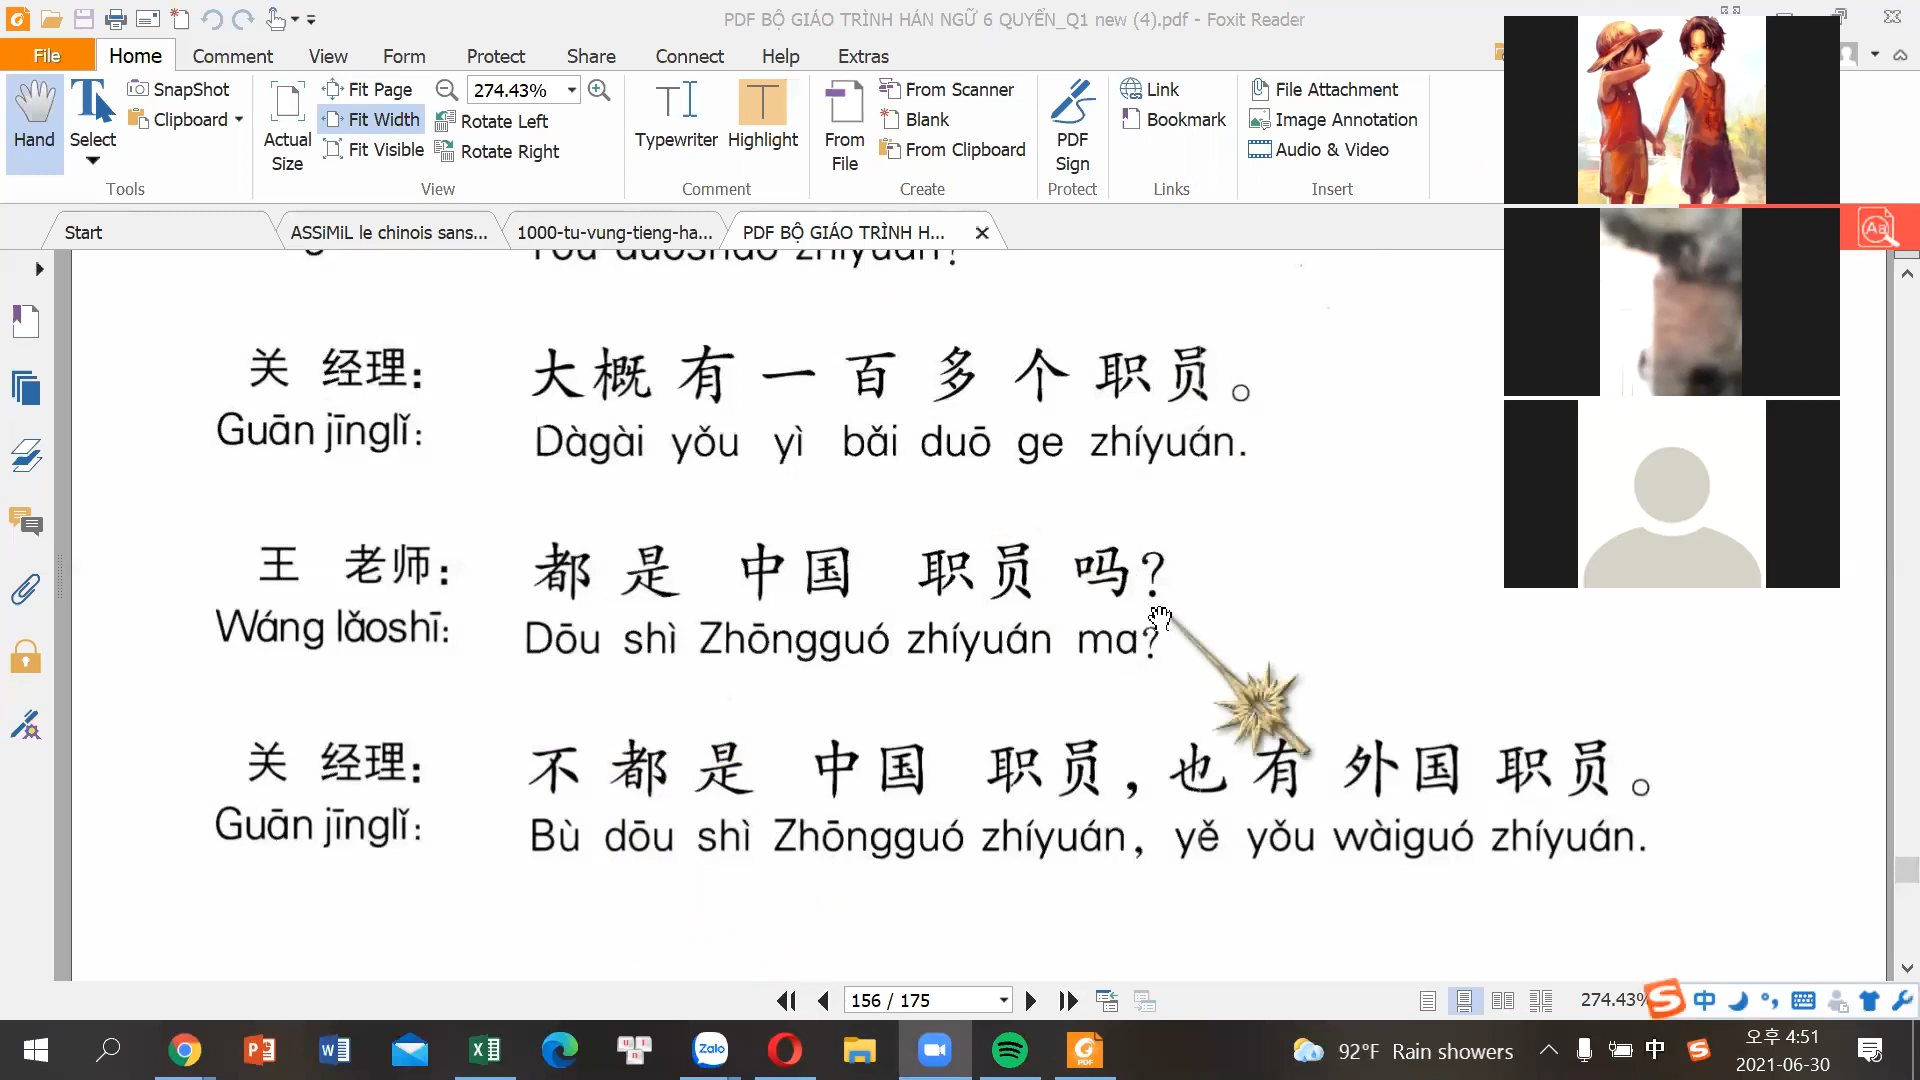 PDF BỘ GIÁO TRÌNH HÁN NGỮ 6 QUYỂN_Q1 new (4).pdf - Foxit Reader
File Home Comment View Form Protect Share Connect Help Extras
Hand
Select
SnapShot
Clipboard
Tools
Actual Size
Fit Page
Fit Width
Fit Visible
274.43%
Rotate Left
Rotate Right
View
Typewriter
Highlight
Comment
From File
From Scanner
Blank
From Clipboard
Create
PDF Sign
Protect
Link
Bookmark
Links
File Attachment
Image Annotation
Audio & Video
Insert
Start
ASSiMiL le chinois sans...
1000-tu-vung-tieng-ha...
PDF BỘ GIÁO TRÌNH H...
关 经理: 大概 有 一 百 多 个 职员。
Guān jīnglǐ: Dàgài yǒu yì bǎi duō ge zhíyuán.
王 老师: 都 是 中国 职员 吗?
Wáng lǎoshī: Dōu shì Zhōngguó zhíyuán ma?
关 经理: 不 都 是 中国 职员, 也 有 外国 职员。
Guān jīnglǐ: Bù dōu shì Zhōngguó zhíyuán, yě yǒu wàiguó zhíyuán.
156 / 175
274.43%
中
Zalo
92°F Rain showers
中
오후 4:51
2021-06-30